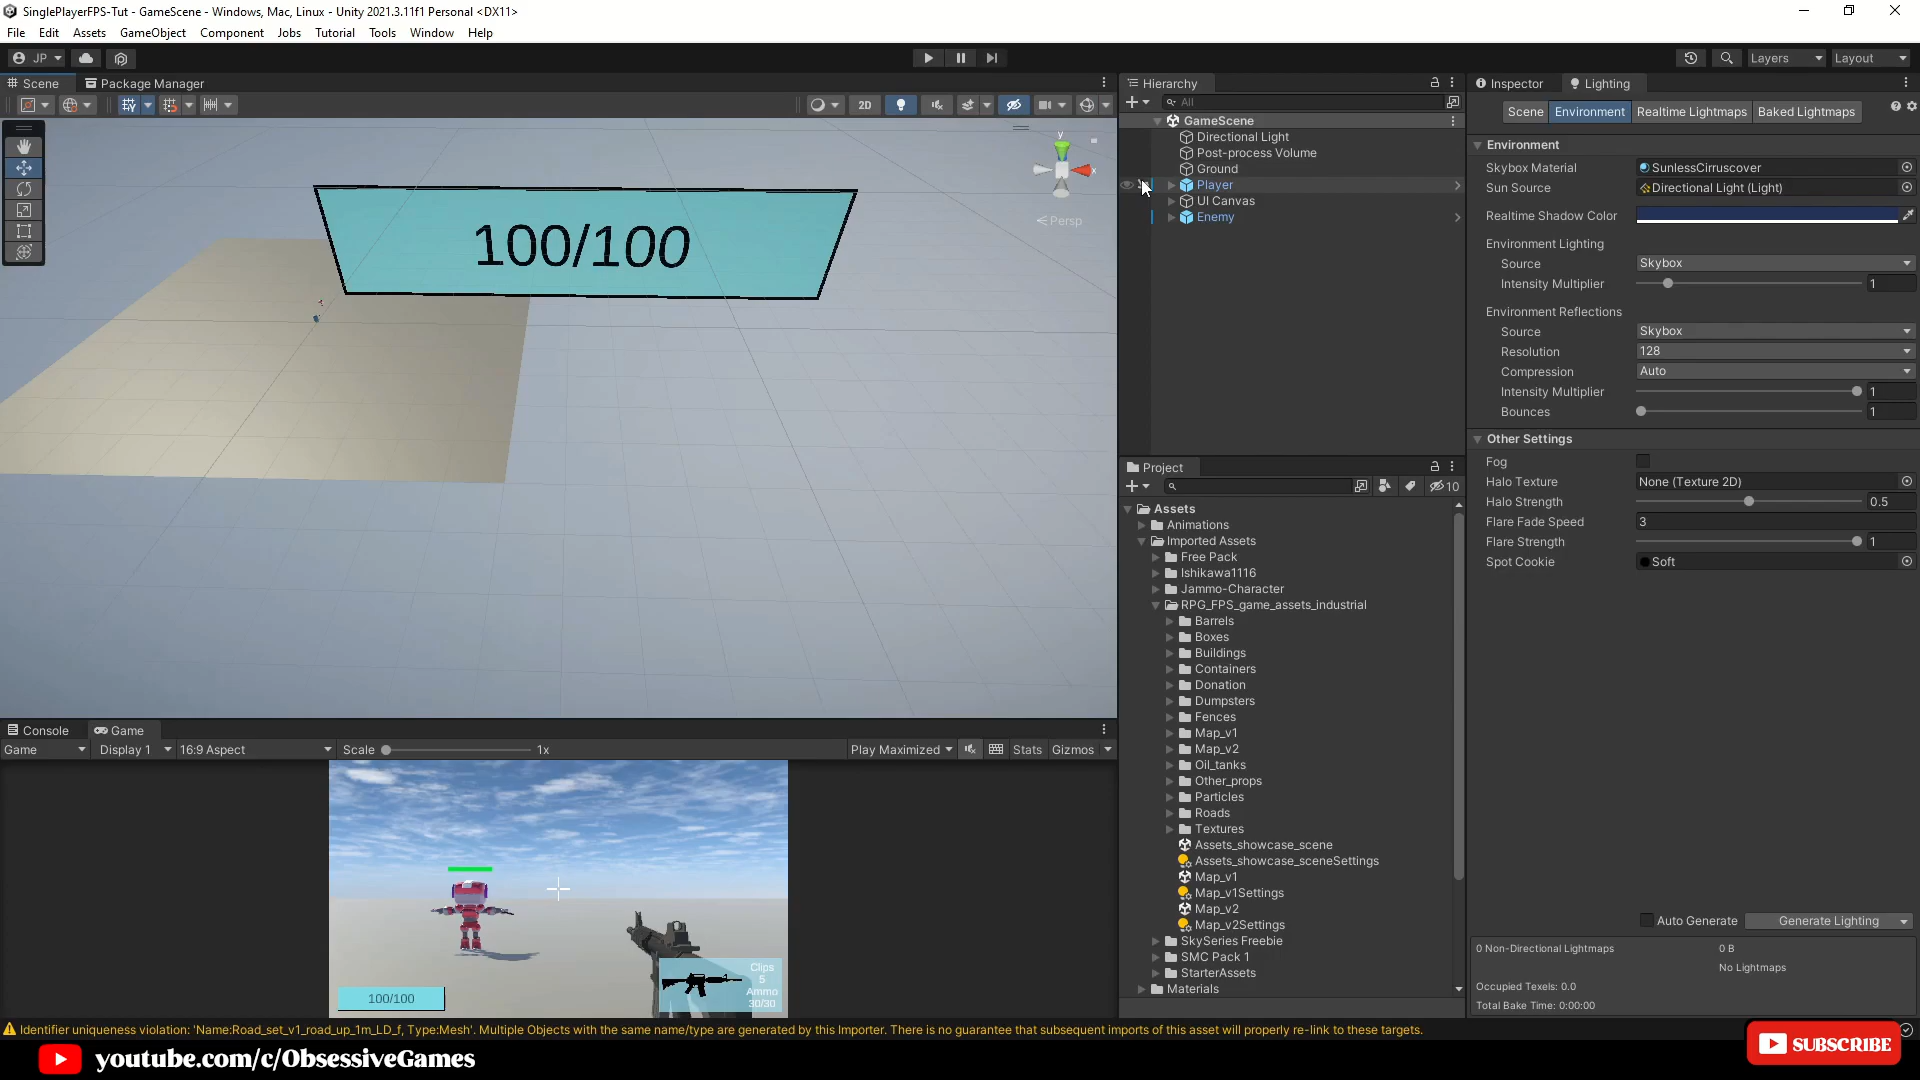 SinglePlayerFPS-Tut - GameScene - Windows, Mac, Linux - Unity 2021.3.11f1 Personal <DX11>
File Edit Assets GameObject Component Jobs Tutorial Tools Window Help
JP Layers Layout
Scene Package Manager
2D
y
x
Persp
100/100
Console Game
Game Display 1 16:9 Aspect Scale 1x Play Maximized Stats Gizmos
100/100
Clips
5
Ammo
30/30
Hierarchy
All
GameScene
Directional Light
Post-process Volume
Ground
Player
UI Canvas
Enemy
Project
10
Assets
Animations
Imported Assets
Free Pack
Ishikawa1116
Jammo-Character
RPG_FPS_game_assets_industrial
Barrels
Boxes
Buildings
Containers
Donation
Dumpsters
Fences
Map_v1
Map_v2
Oil_tanks
Other_props
Particles
Roads
Textures
Assets_showcase_scene
Assets_showcase_sceneSettings
Map_v1
Map_v1Settings
Map_v2
Map_v2Settings
SkySeries Freebie
SMC Pack 1
StarterAssets
Materials
Inspector Lighting
Scene Environment Realtime Lightmaps Baked Lightmaps
Environment
Skybox Material SunlessCirruscover
Sun Source Directional Light (Light)
Realtime Shadow Color
Environment Lighting
Source Skybox
Intensity Multiplier 1
Environment Reflections
Source Skybox
Resolution 128
Compression Auto
Intensity Multiplier 1
Bounces 1
Other Settings
Fog
Halo Texture None (Texture 2D)
Halo Strength 0.5
Flare Fade Speed 3
Flare Strength 1
Spot Cookie Soft
Auto Generate Generate Lighting
0 Non-Directional Lightmaps 0 B
No Lightmaps
Occupied Texels: 0.0
Total Bake Time: 0:00:00
Identifier uniqueness violation: 'Name:Road_set_v1_road_up_1m_LD_f, Type:Mesh'. Multiple Objects with the same name/type are generated by this Importer. There is no guarantee that subsequent imports of this asset will properly re-link to these targets.
youtube.com/c/ObsessiveGames
SUBSCRIBE